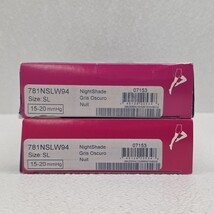 781NSLW94
Size: SL
15-20 mmHg
NightShade
Gris Oscuro
Nuit
07153
781NSLW94
Size: SL
15-20 mmHg
NightShade
Gris Oscuro
Nuit
07153